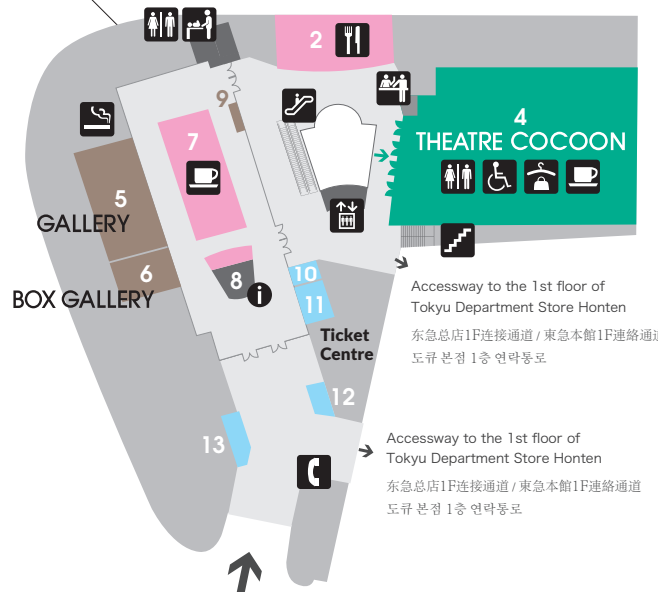 2
9
4
THEATRE COCOON
7
5
GALLERY
6
BOX GALLERY
8
i
10
11
Ticket
Centre
12
13
Accessway to the 1st floor of
Tokyu Department Store Honten
东急总店1F连接通道 / 東急本館1F連絡通
도큐 본점 1층 연락통로
Accessway to the 1st floor of
Tokyu Department Store Honten
东急总店1F连接通道 / 東急本館1F連絡通道
도큐 본점 1층 연락통로